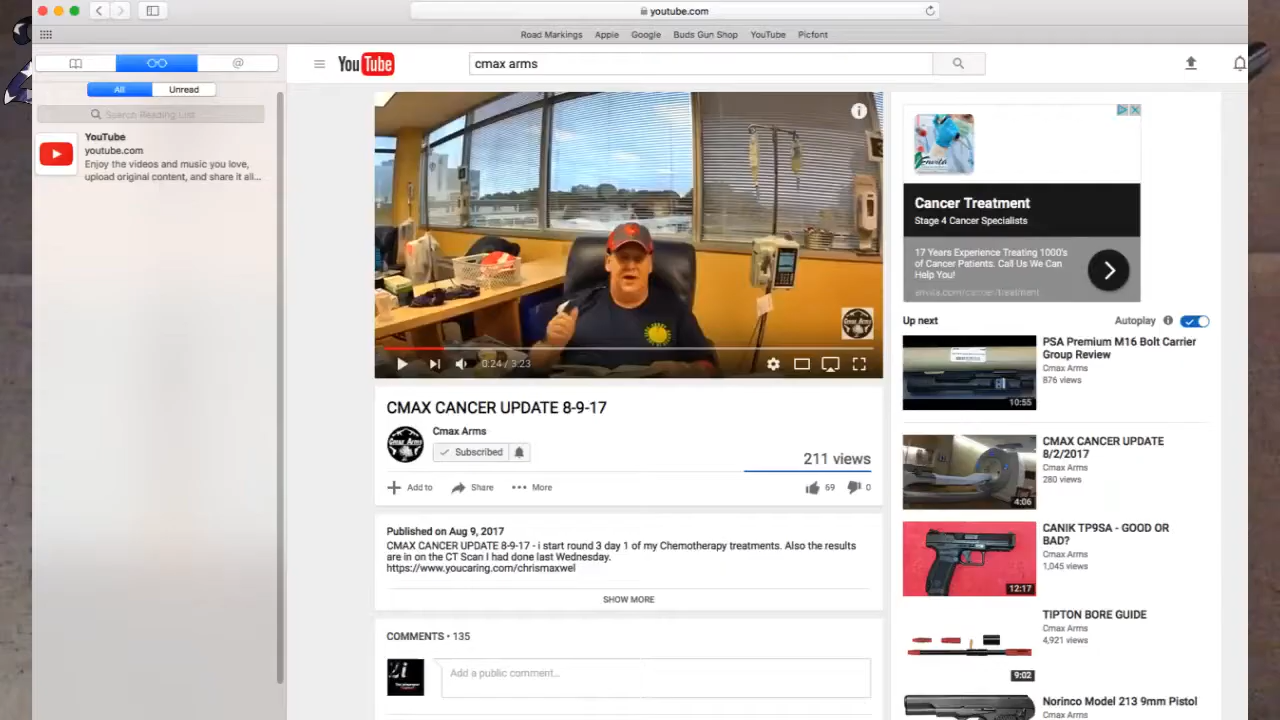 youtube.com
Road Markings Apple Google Buds Gun Shop YouTube Picfont
YouTube
cmax arms
All Unread
Search Reading List
YouTube
youtube.com
Enjoy the videos and music you love,
upload original content, and share it all...
0:24 / 3:23
CMAX CANCER UPDATE 8-9-17
Cmax Arms
Subscribed
211 views
Add to Share More 69 0
Published on Aug 9, 2017
CMAX CANCER UPDATE 8-9-17 - i start round 3 day 1 of my Chemotherapy treatments. Also the results
are in on the CT Scan I had done last Wednesday.
https://www.youcaring.com/chrismaxwel
SHOW MORE
COMMENTS • 135
Add a public comment...
Envita
Cancer Treatment
Stage 4 Cancer Specialists
17 Years Experience Treating 1000's
of Cancer Patients. Call Us We Can
Help You!
envita.com/cancer/treatment
Up next Autoplay
PSA Premium M16 Bolt Carrier
Group Review
Cmax Arms
876 views
10:55
CMAX CANCER UPDATE
8/2/2017
Cmax Arms
280 views
4:06
CANIK TP9SA - GOOD OR
BAD?
Cmax Arms
1,045 views
12:17
TIPTON BORE GUIDE
Cmax Arms
4,921 views
9:02
Norinco Model 213 9mm Pistol
Cmax Arms